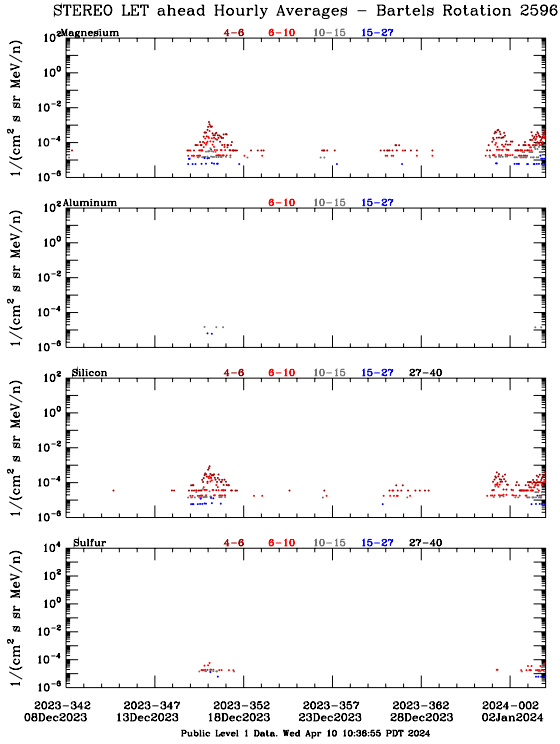 STEREO LET ahead Hourly Averages – Bartels Rotation 2596
10² Magnesium 4-6 6-10 10-15 15-27
10⁰
10⁻²
10⁻⁴
10⁻⁶
1/(cm² s sr MeV/n)
10² Aluminum 6-10 10-15 15-27
10⁰
10⁻²
10⁻⁴
10⁻⁶
1/(cm² s sr MeV/n)
10² Silicon 4-6 6-10 10-15 15-27 27-40
10⁰
10⁻²
10⁻⁴
10⁻⁶
1/(cm² s sr MeV/n)
10⁴ Sulfur 4-6 6-10 10-15 15-27 27-40
10²
10⁰
10⁻²
10⁻⁴
10⁻⁶
1/(cm² s sr MeV/n)
2023-342 2023-347 2023-352 2023-357 2023-362 2024-002
08Dec2023 13Dec2023 18Dec2023 23Dec2023 28Dec2023 02Jan2024
Public Level 1 Data. Wed Apr 10 10:36:55 PDT 2024